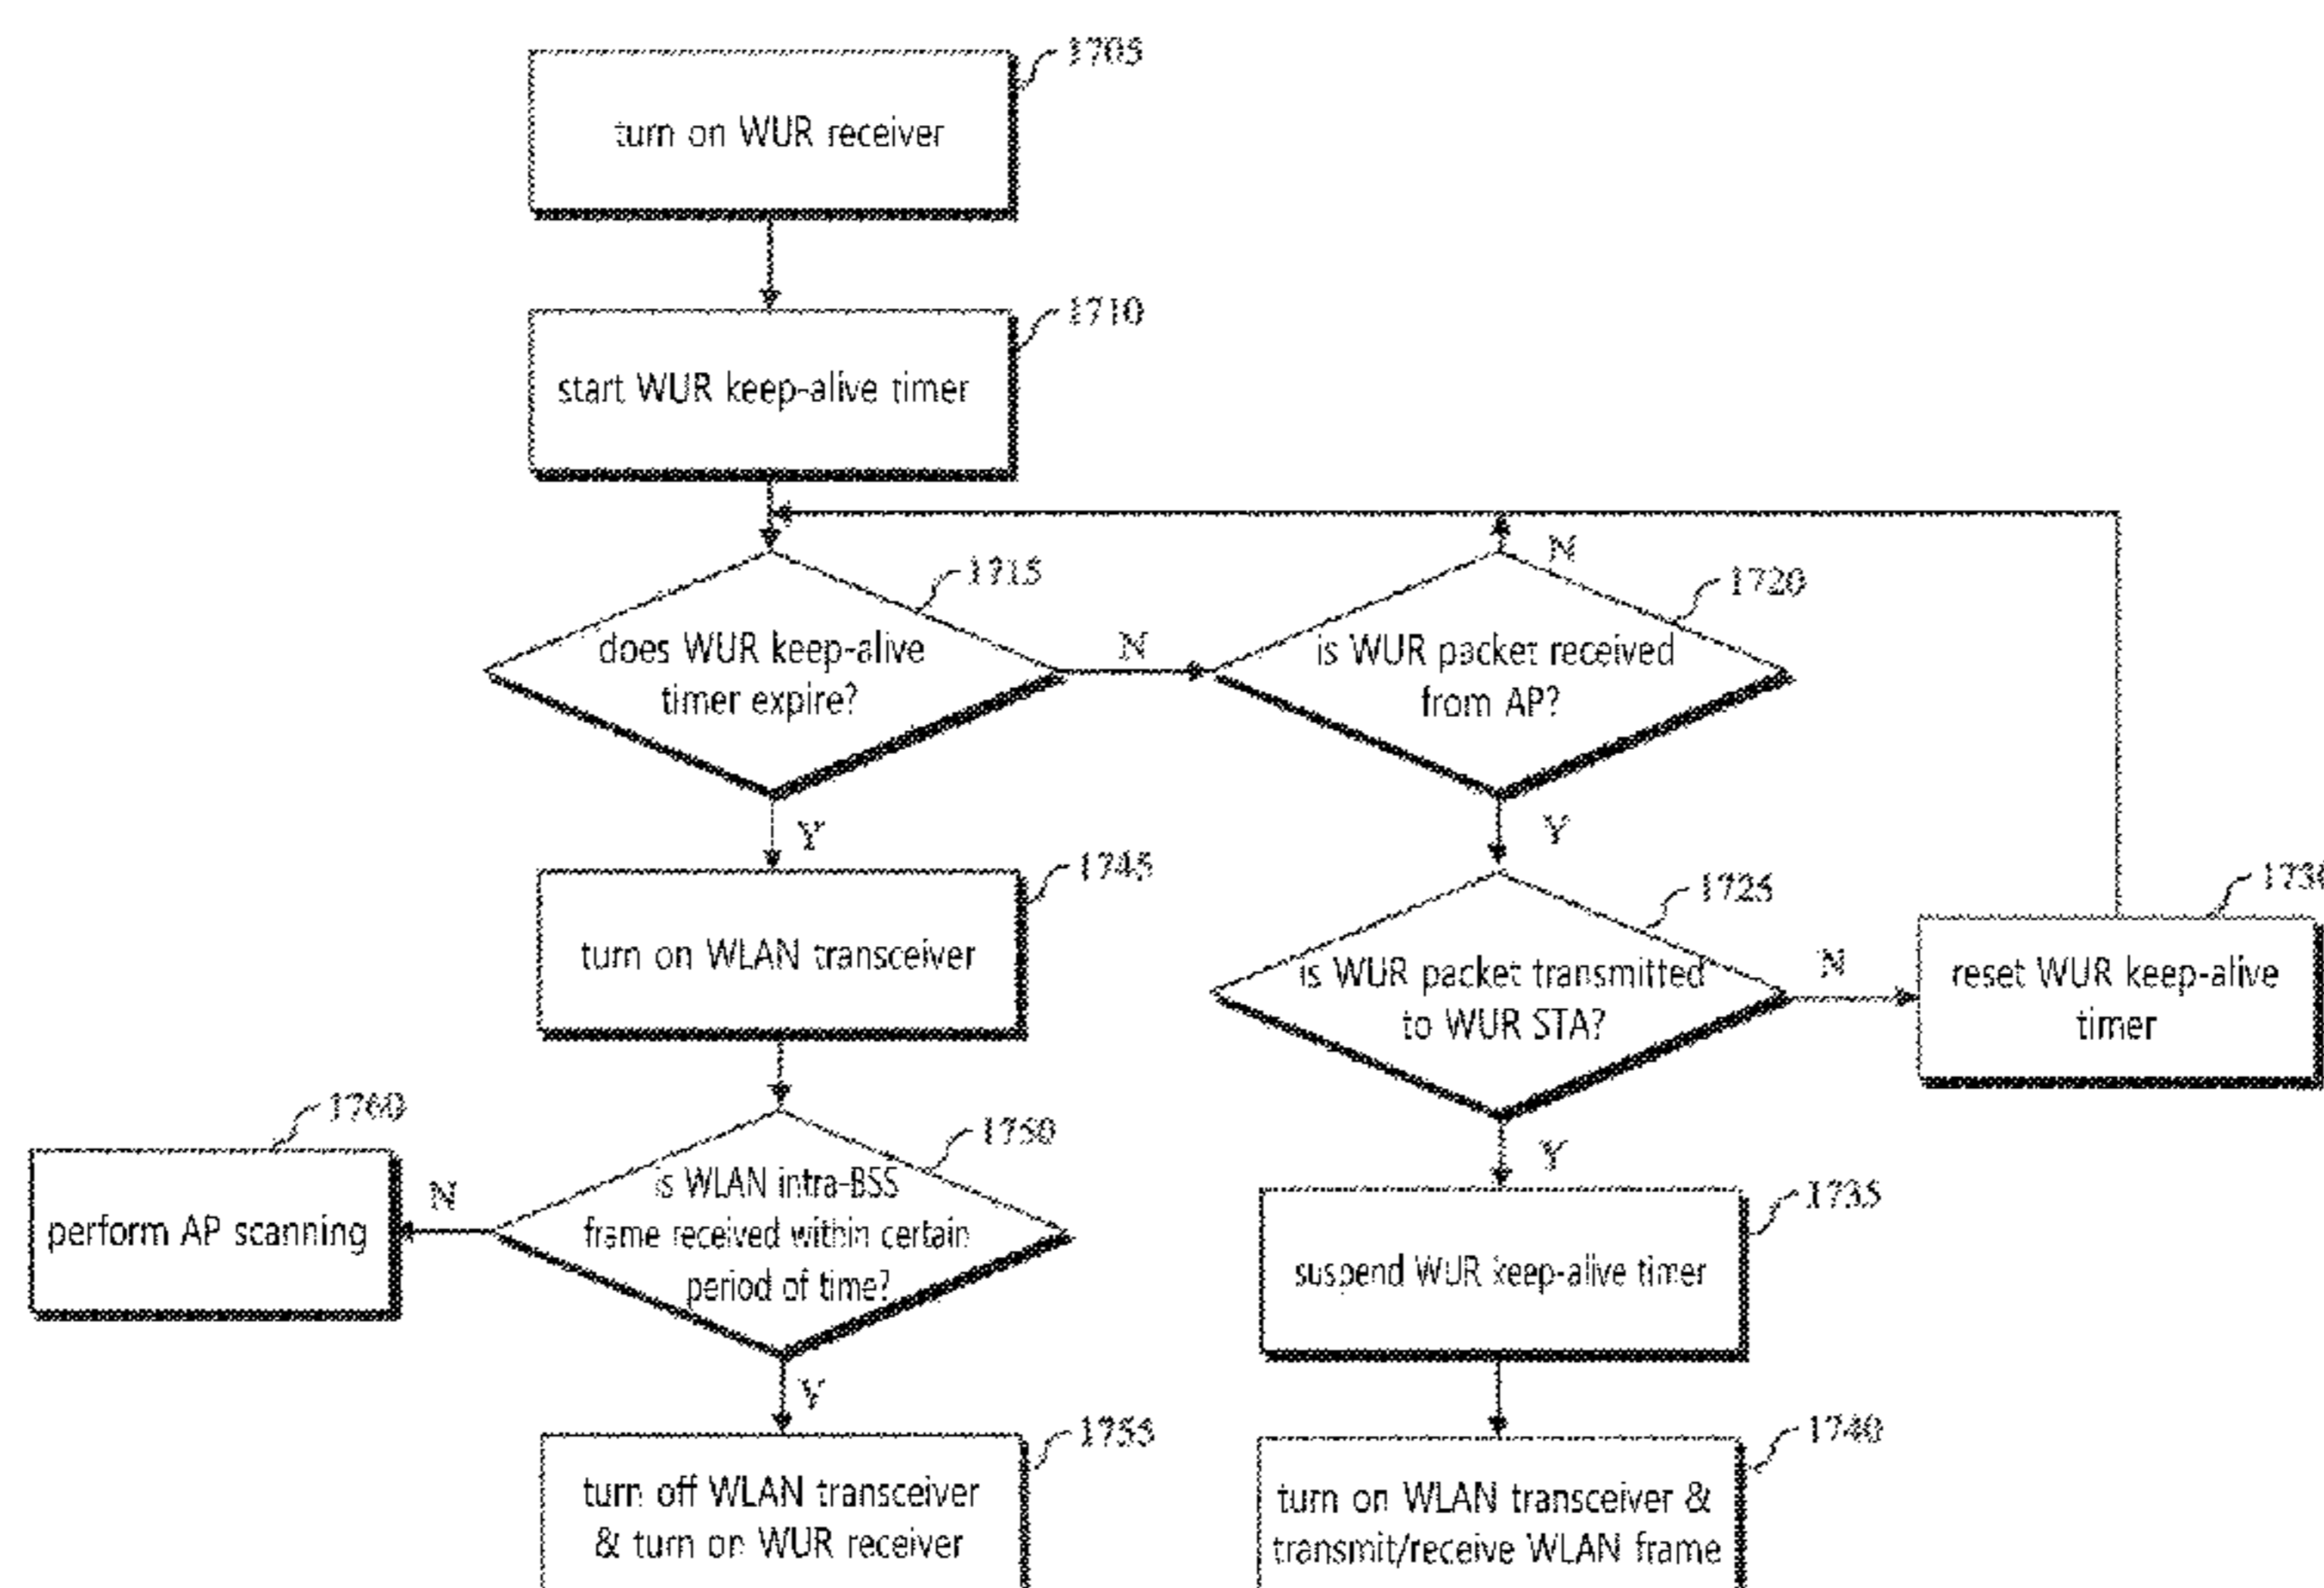 1705
turn on WUR receiver
1710
start WUR keep-alive timer
1715
does WUR keep-alive
timer expire?
N
1720
N
is WUR packet received
from AP?
Y
1745
turn on WLAN transceiver
Y
1725
is WUR packet transmitted
to WUR STA?
N
reset WUR keep-alive
timer
1760
perform AP scanning
N
1750
is WLAN intra-BSS
frame received within certain
period of time?
Y
1735
suspend WUR keep-alive timer
Y
1755
turn off WLAN transceiver
& turn on WUR receiver
1740
turn on WLAN transceiver &
transmit/receive WLAN frame